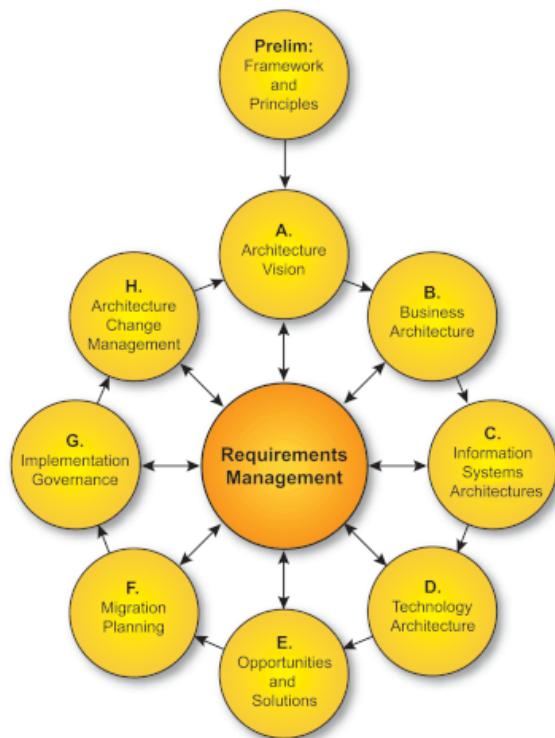 Prelim:
Framework
and
Principles
A.
Architecture
Vision
B.
Business
Architecture
C.
Information
Systems
Architectures
D.
Technology
Architecture
E.
Opportunities
and
Solutions
F.
Migration
Planning
G.
Implementation
Governance
H.
Architecture
Change
Management
Requirements
Management